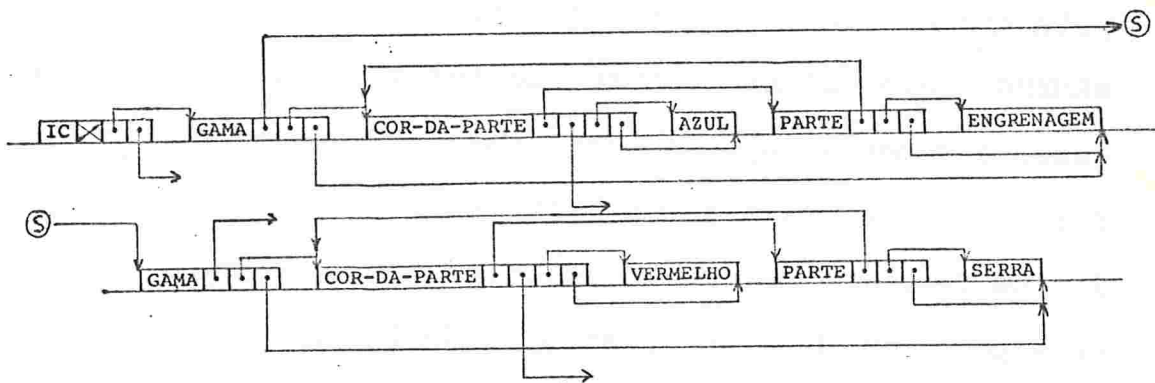 S
IC GAMA COR-DA-PARTE AZUL PARTE ENGRENAGEM
S
GAMA COR-DA-PARTE VERMELHO PARTE SERRA